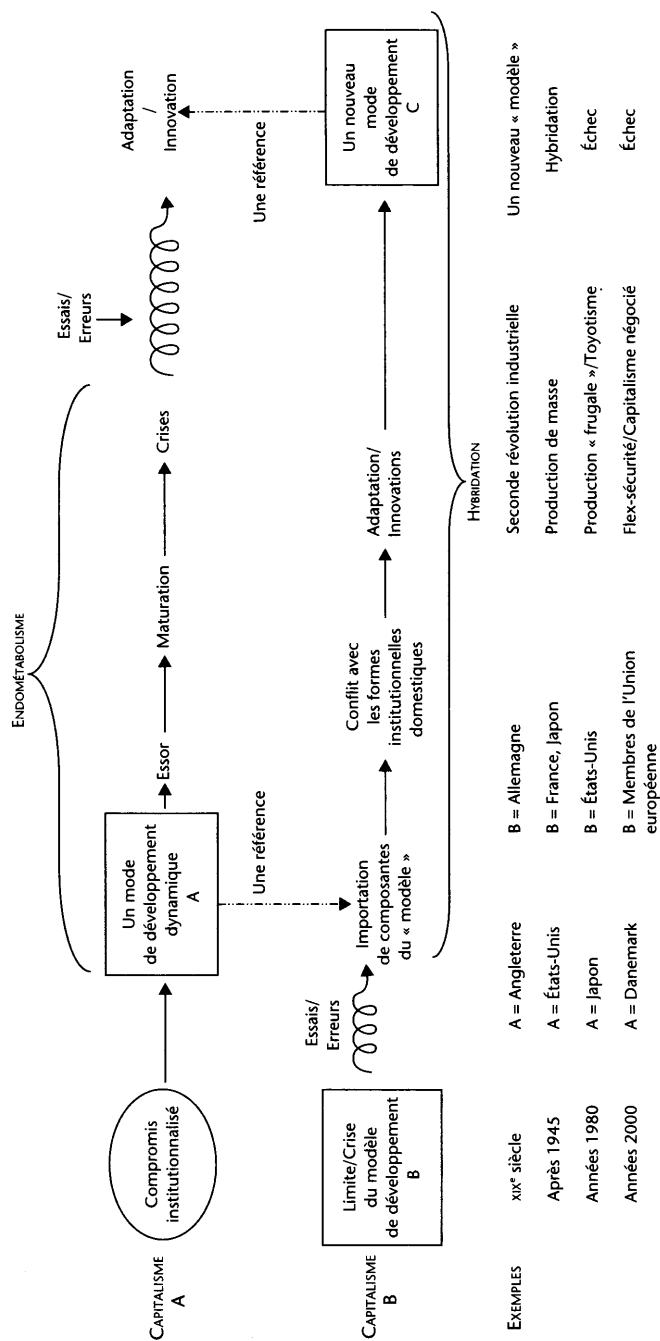 ENDOMÉTABOLISME
CAPITALISME
A
Compromis
institutionnalisé
Un mode
de développement
dynamique
A
Essor
Maturation
Crises
Essais/
Erreurs
Adaptation
/
Innovation
Une référence
Une référence
CAPITALISME
B
Limite/Crise
du modèle
de développement
B
Essais/
Erreurs
Importation
de composantes
du « modèle »
Conflit avec
les formes
institutionnelles
domestiques
Adaptation/
Innovations
Un nouveau
mode
de développement
C
HYBRIDATION
EXEMPLES
XIXe siècle A = Angleterre B = Allemagne Seconde révolution industrielle Un nouveau « modèle »
Après 1945 A = États-Unis B = France, Japon Production de masse Hybridation
Années 1980 A = Japon B = États-Unis Production « frugale »/Toyotisme Échec
Années 2000 A = Danemark B = Membres de l'Union Flex-sécurité/Capitalisme négocié Échec
européenne